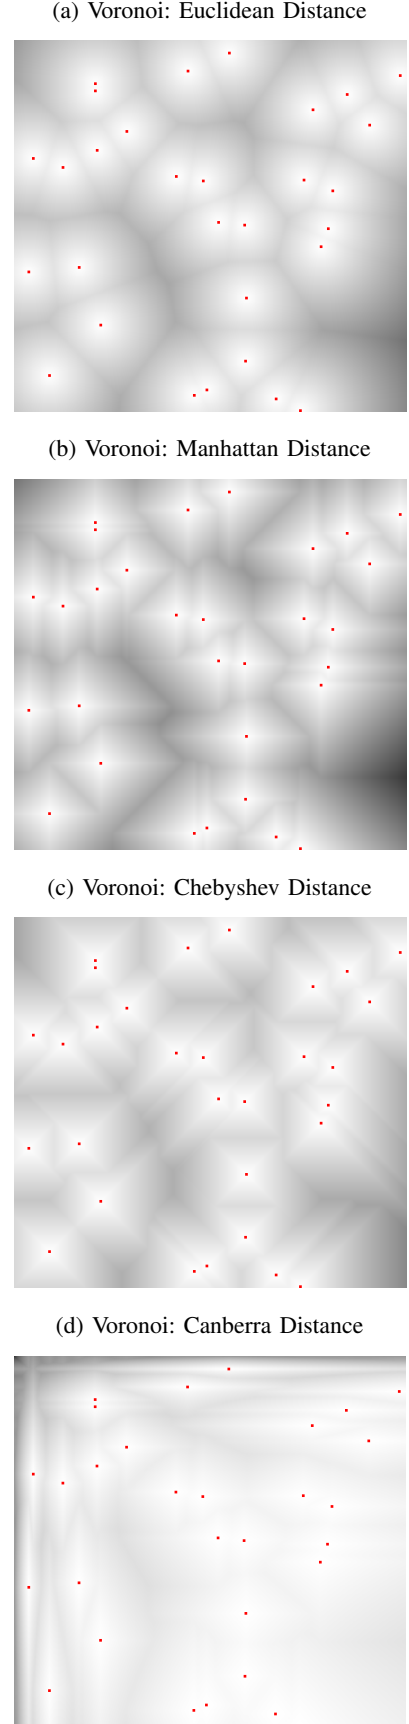 (a) Voronoi: Euclidean Distance
(b) Voronoi: Manhattan Distance
(c) Voronoi: Chebyshev Distance
(d) Voronoi: Canberra Distance